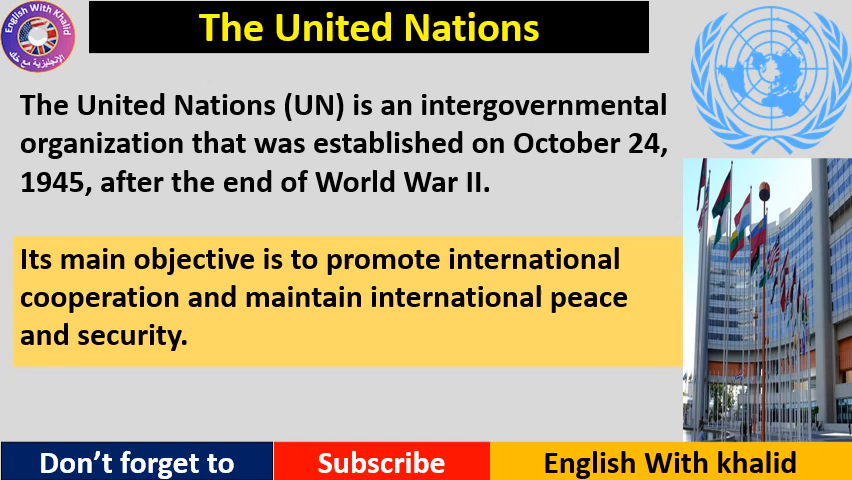 English With Khalid
الإنجليزية مع خالد
The United Nations
The United Nations (UN) is an intergovernmental
organization that was established on October 24,
1945, after the end of World War II.
Its main objective is to promote international
cooperation and maintain international peace
and security.
Don’t forget to
Subscribe
English With khalid